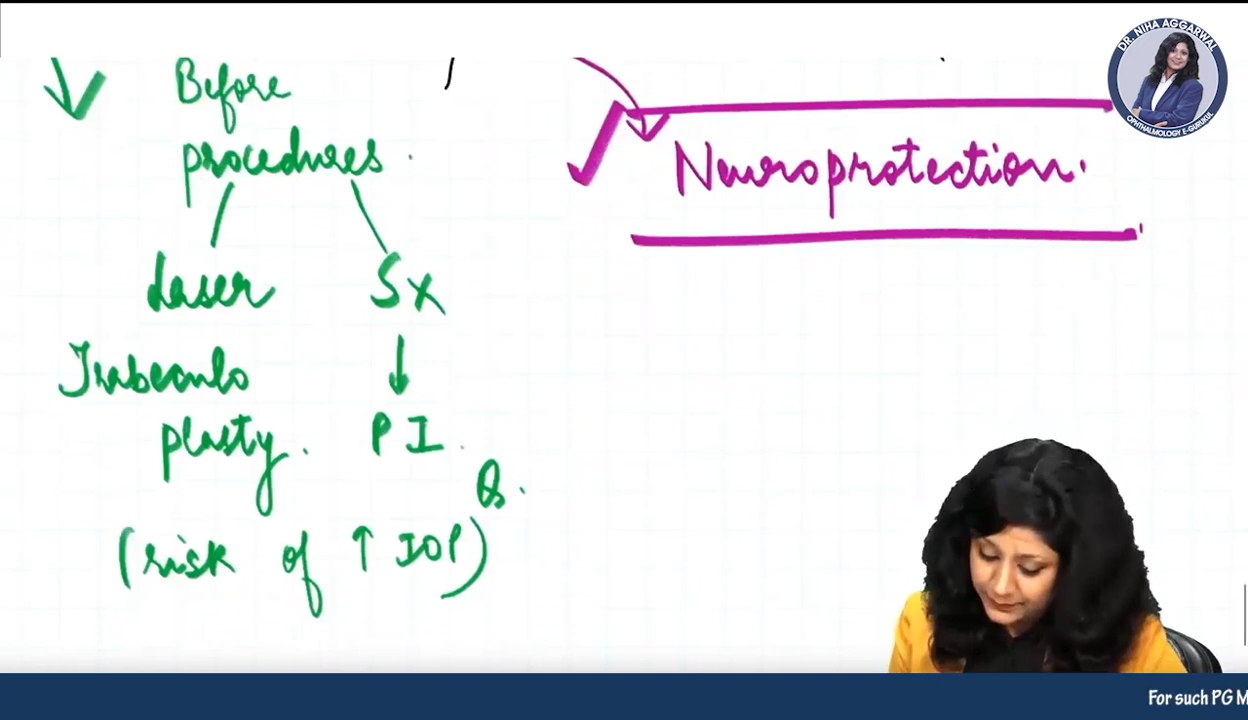 DR. NIHA AGGARWAL
OPHTHALMOLOGY E-GURUKUL
Before
procedures.
Laser Sx
Trabeculo
plasty. PI.
Q.
(risk of ↑ IOP)
Neuroprotection.
For such PG M